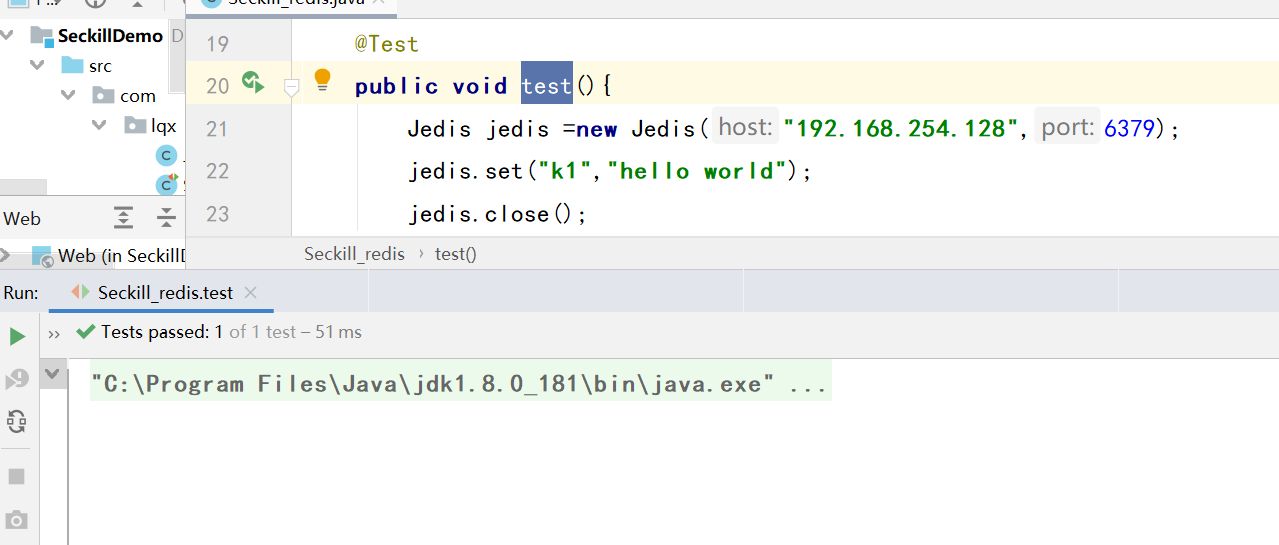 Seckill_redis.java
SeckillDemo D
src
com
lqx
19 @Test
20 public void test(){
21 Jedis jedis =new Jedis( host: "192.168.254.128", port: 6379);
22 jedis.set("k1","hello world");
23 jedis.close();
Web
Web (in SeckillD
Seckill_redis › test()
Run: Seckill_redis.test
Tests passed: 1 of 1 test – 51 ms
"C:\Program Files\Java\jdk1.8.0_181\bin\java.exe" ...